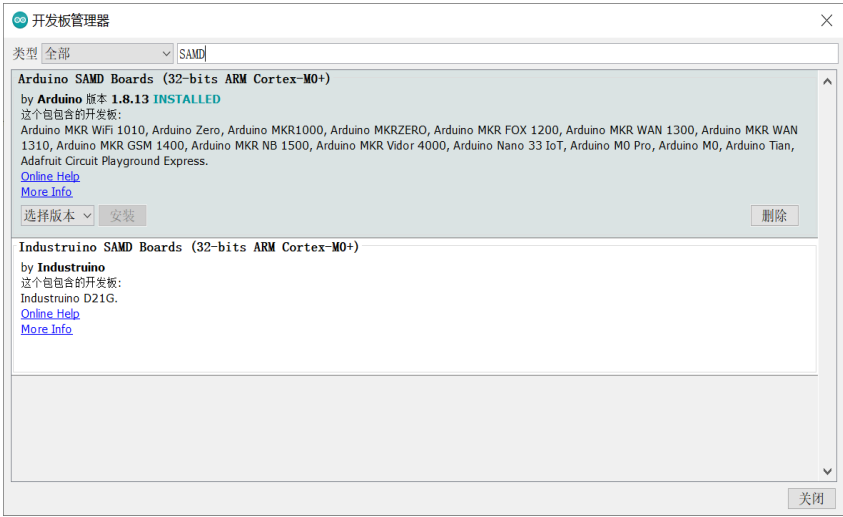 开发板管理器
类型 全部 SAMD
Arduino SAMD Boards (32-bits ARM Cortex-M0+)
by Arduino 版本 1.8.13 INSTALLED
这个包包含的开发板:
Arduino MKR WiFi 1010, Arduino Zero, Arduino MKR1000, Arduino MKRZERO, Arduino MKR FOX 1200, Arduino MKR WAN 1300, Arduino MKR WAN
1310, Arduino MKR GSM 1400, Arduino MKR NB 1500, Arduino MKR Vidor 4000, Arduino Nano 33 IoT, Arduino M0 Pro, Arduino M0, Arduino Tian,
Adafruit Circuit Playground Express.
Online Help
More Info
选择版本 安装 删除
Industruino SAMD Boards (32-bits ARM Cortex-M0+)
by Industruino
这个包包含的开发板:
Industruino D21G.
Online Help
More Info
关闭